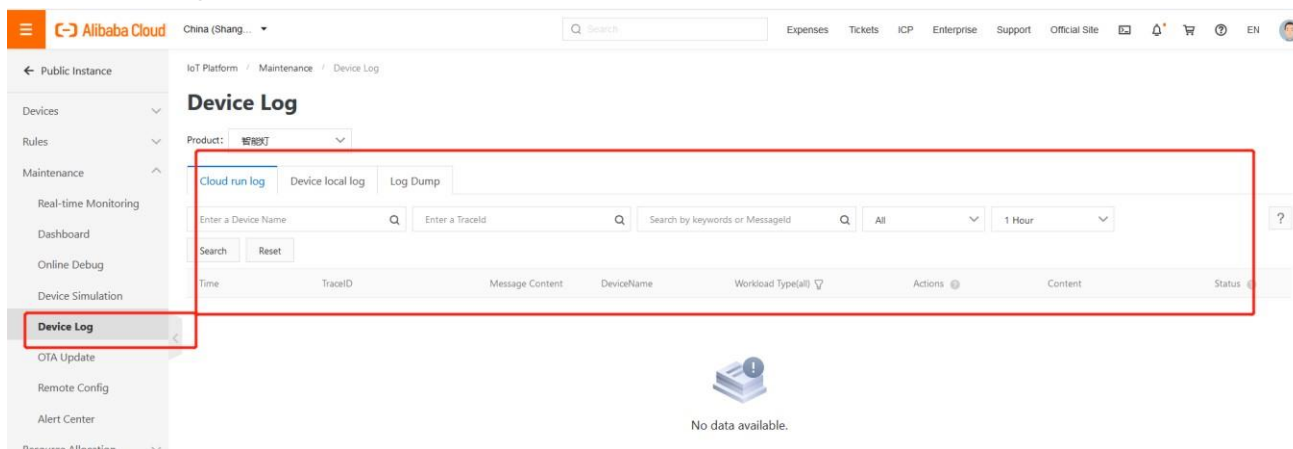 Alibaba Cloud China (Shang... Search Expenses Tickets ICP Enterprise Support Official Site EN
Public Instance
IoT Platform / Maintenance / Device Log
Devices
Device Log
Rules
Product: 智能灯
Maintenance
Cloud run log Device local log Log Dump
Real-time Monitoring
Enter a Device Name Enter a TraceId Search by keywords or MessageId All 1 Hour ?
Dashboard
Search Reset
Online Debug
Time TraceID Message Content DeviceName Workload Type(all) Actions Content Status
Device Simulation
Device Log
OTA Update
Remote Config
Alert Center
No data available.
Resource Allocation